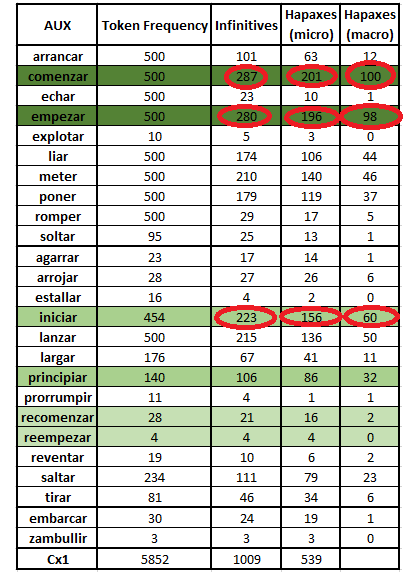 AUX Token Frequency Infinitives Hapaxes (micro) Hapaxes (macro)
arrancar 500 101 63 12
comenzar 500 287 201 100
echar 500 23 10 1
empezar 500 280 196 98
explotar 10 5 3 0
liar 500 174 106 44
meter 500 210 140 46
poner 500 179 119 37
romper 500 29 17 5
soltar 95 25 13 1
agarrar 23 17 14 1
arrojar 28 27 26 6
estallar 16 4 2 0
iniciar 454 223 156 60
lanzar 500 215 136 50
largar 176 67 41 11
principiar 140 106 86 32
prorrumpir 11 4 1 1
recomenzar 28 21 16 2
reempezar 4 4 4 0
reventar 19 10 6 2
saltar 234 111 79 23
tirar 81 46 34 6
embarcar 30 24 19 1
zambullir 3 3 3 0
Cx1 5852 1009 539